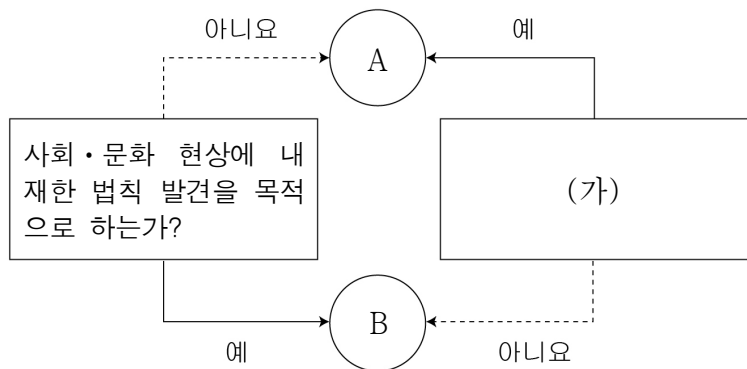 아니요
예
A
사회・문화 현상에 내
재한 법칙 발견을 목적
으로 하는가?
(가)
B
예
아니요